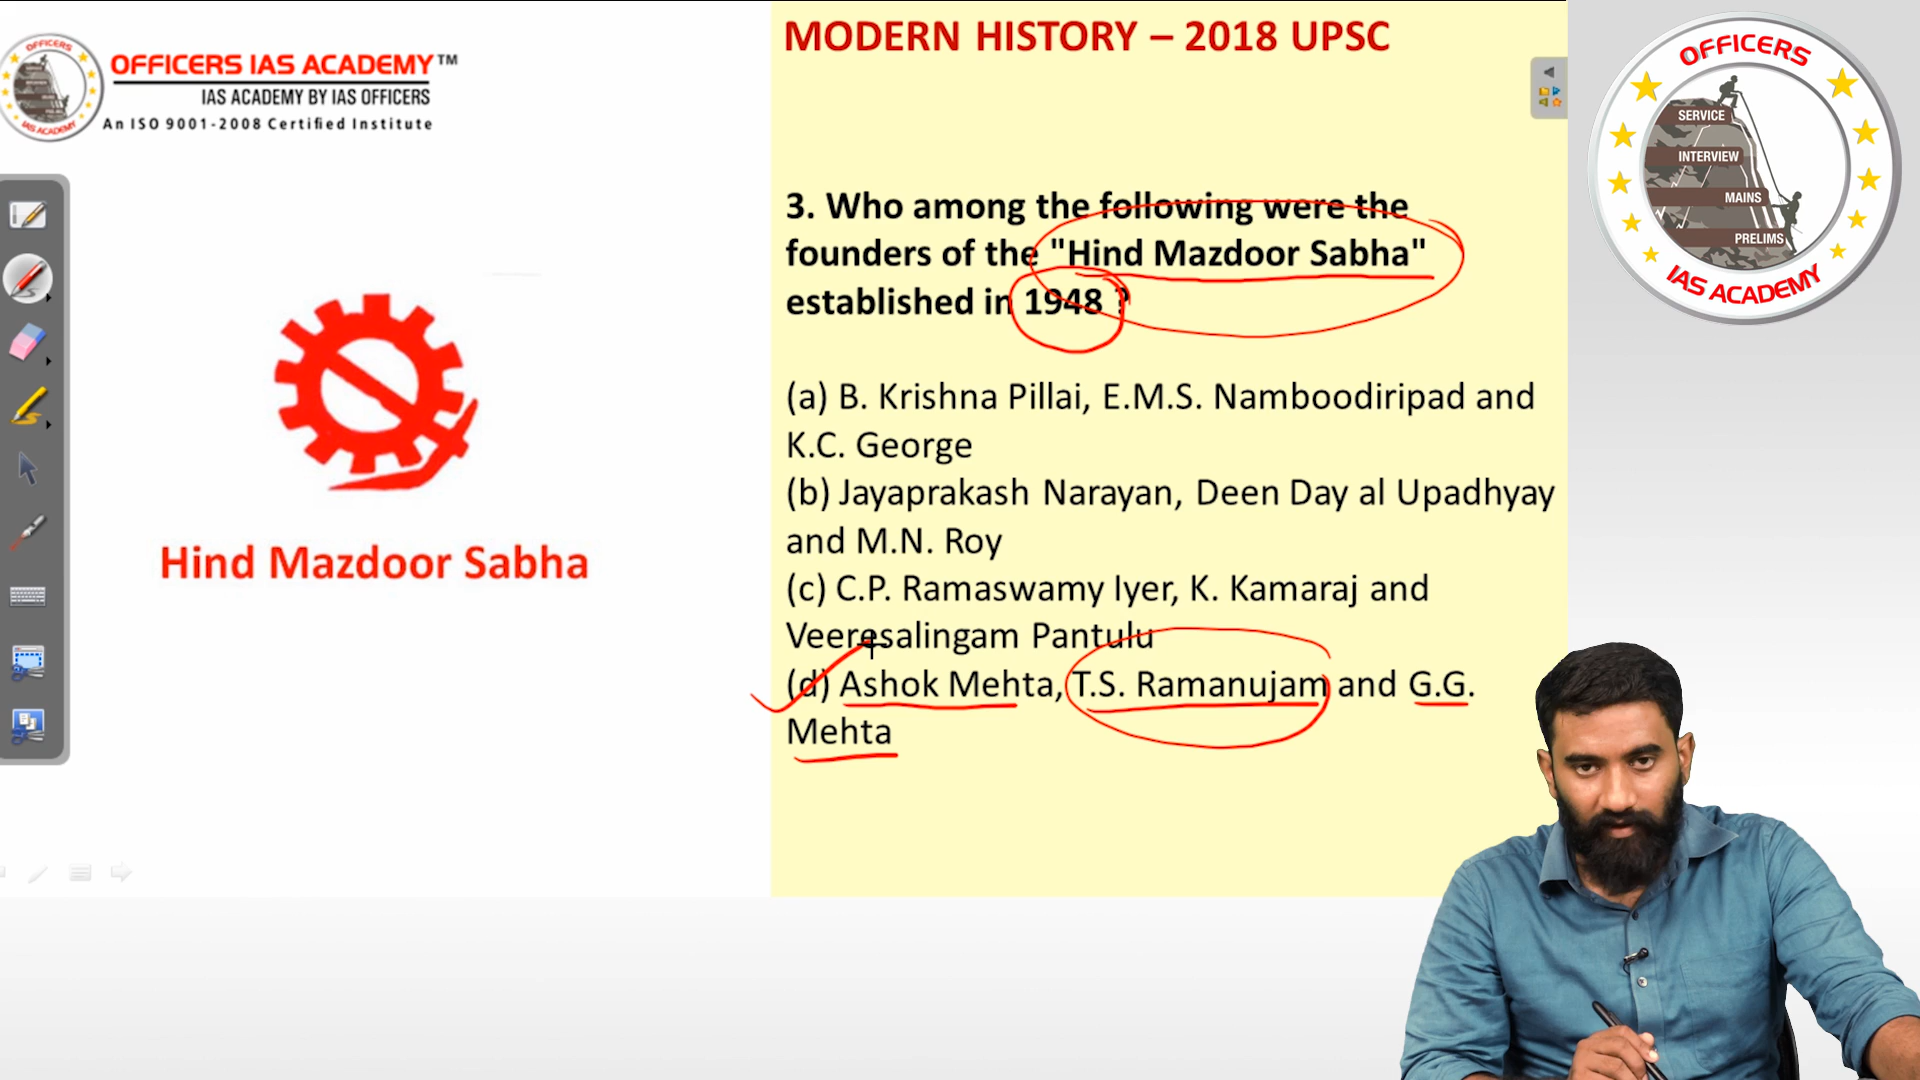 OFFICERS
IAS ACADEMY
OFFICERS IAS ACADEMY™
IAS ACADEMY BY IAS OFFICERS
An ISO 9001-2008 Certified Institute
Hind Mazdoor Sabha
MODERN HISTORY – 2018 UPSC
3. Who among the following were the
founders of the "Hind Mazdoor Sabha"
established in 1948 ?
(a) B. Krishna Pillai, E.M.S. Namboodiripad and
K.C. George
(b) Jayaprakash Narayan, Deen Day al Upadhyay
and M.N. Roy
(c) C.P. Ramaswamy Iyer, K. Kamaraj and
Veeresalingam Pantulu
(d) Ashok Mehta, T.S. Ramanujam and G.G.
Mehta
OFFICERS
SERVICE
INTERVIEW
MAINS
PRELIMS
IAS ACADEMY